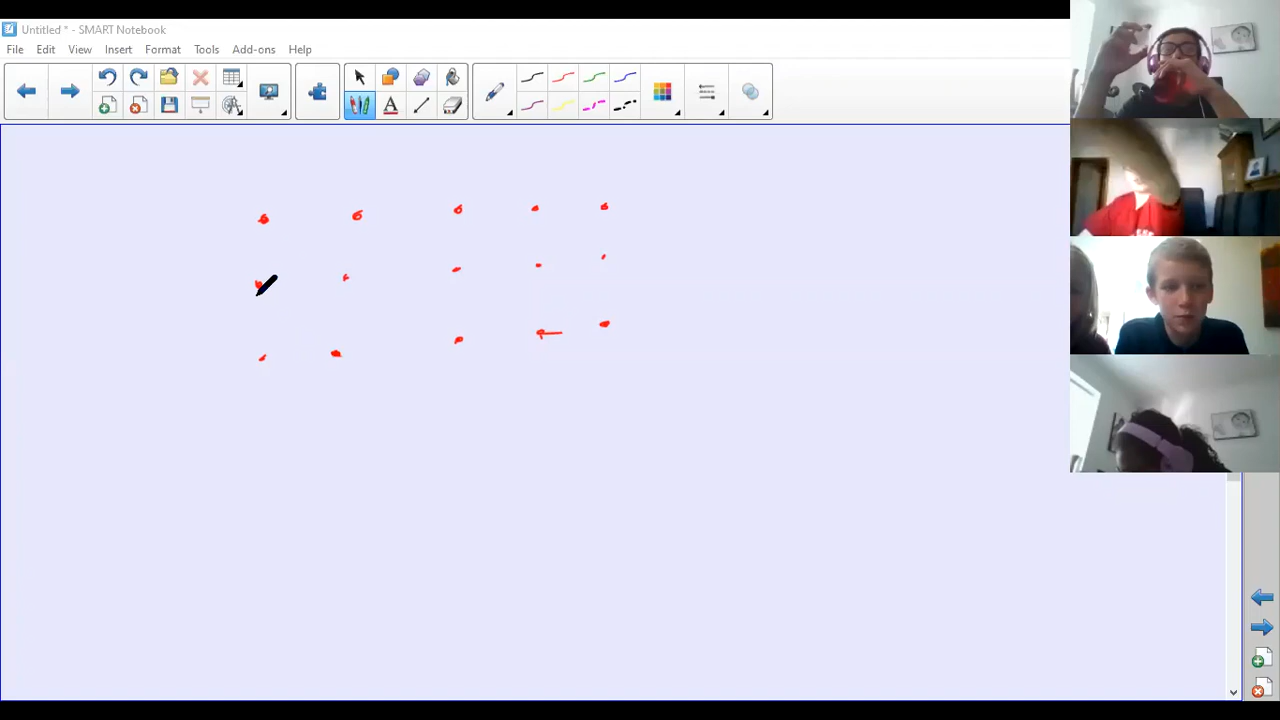 Untitled * - SMART Notebook
File Edit View Insert Format Tools Add-ons Help